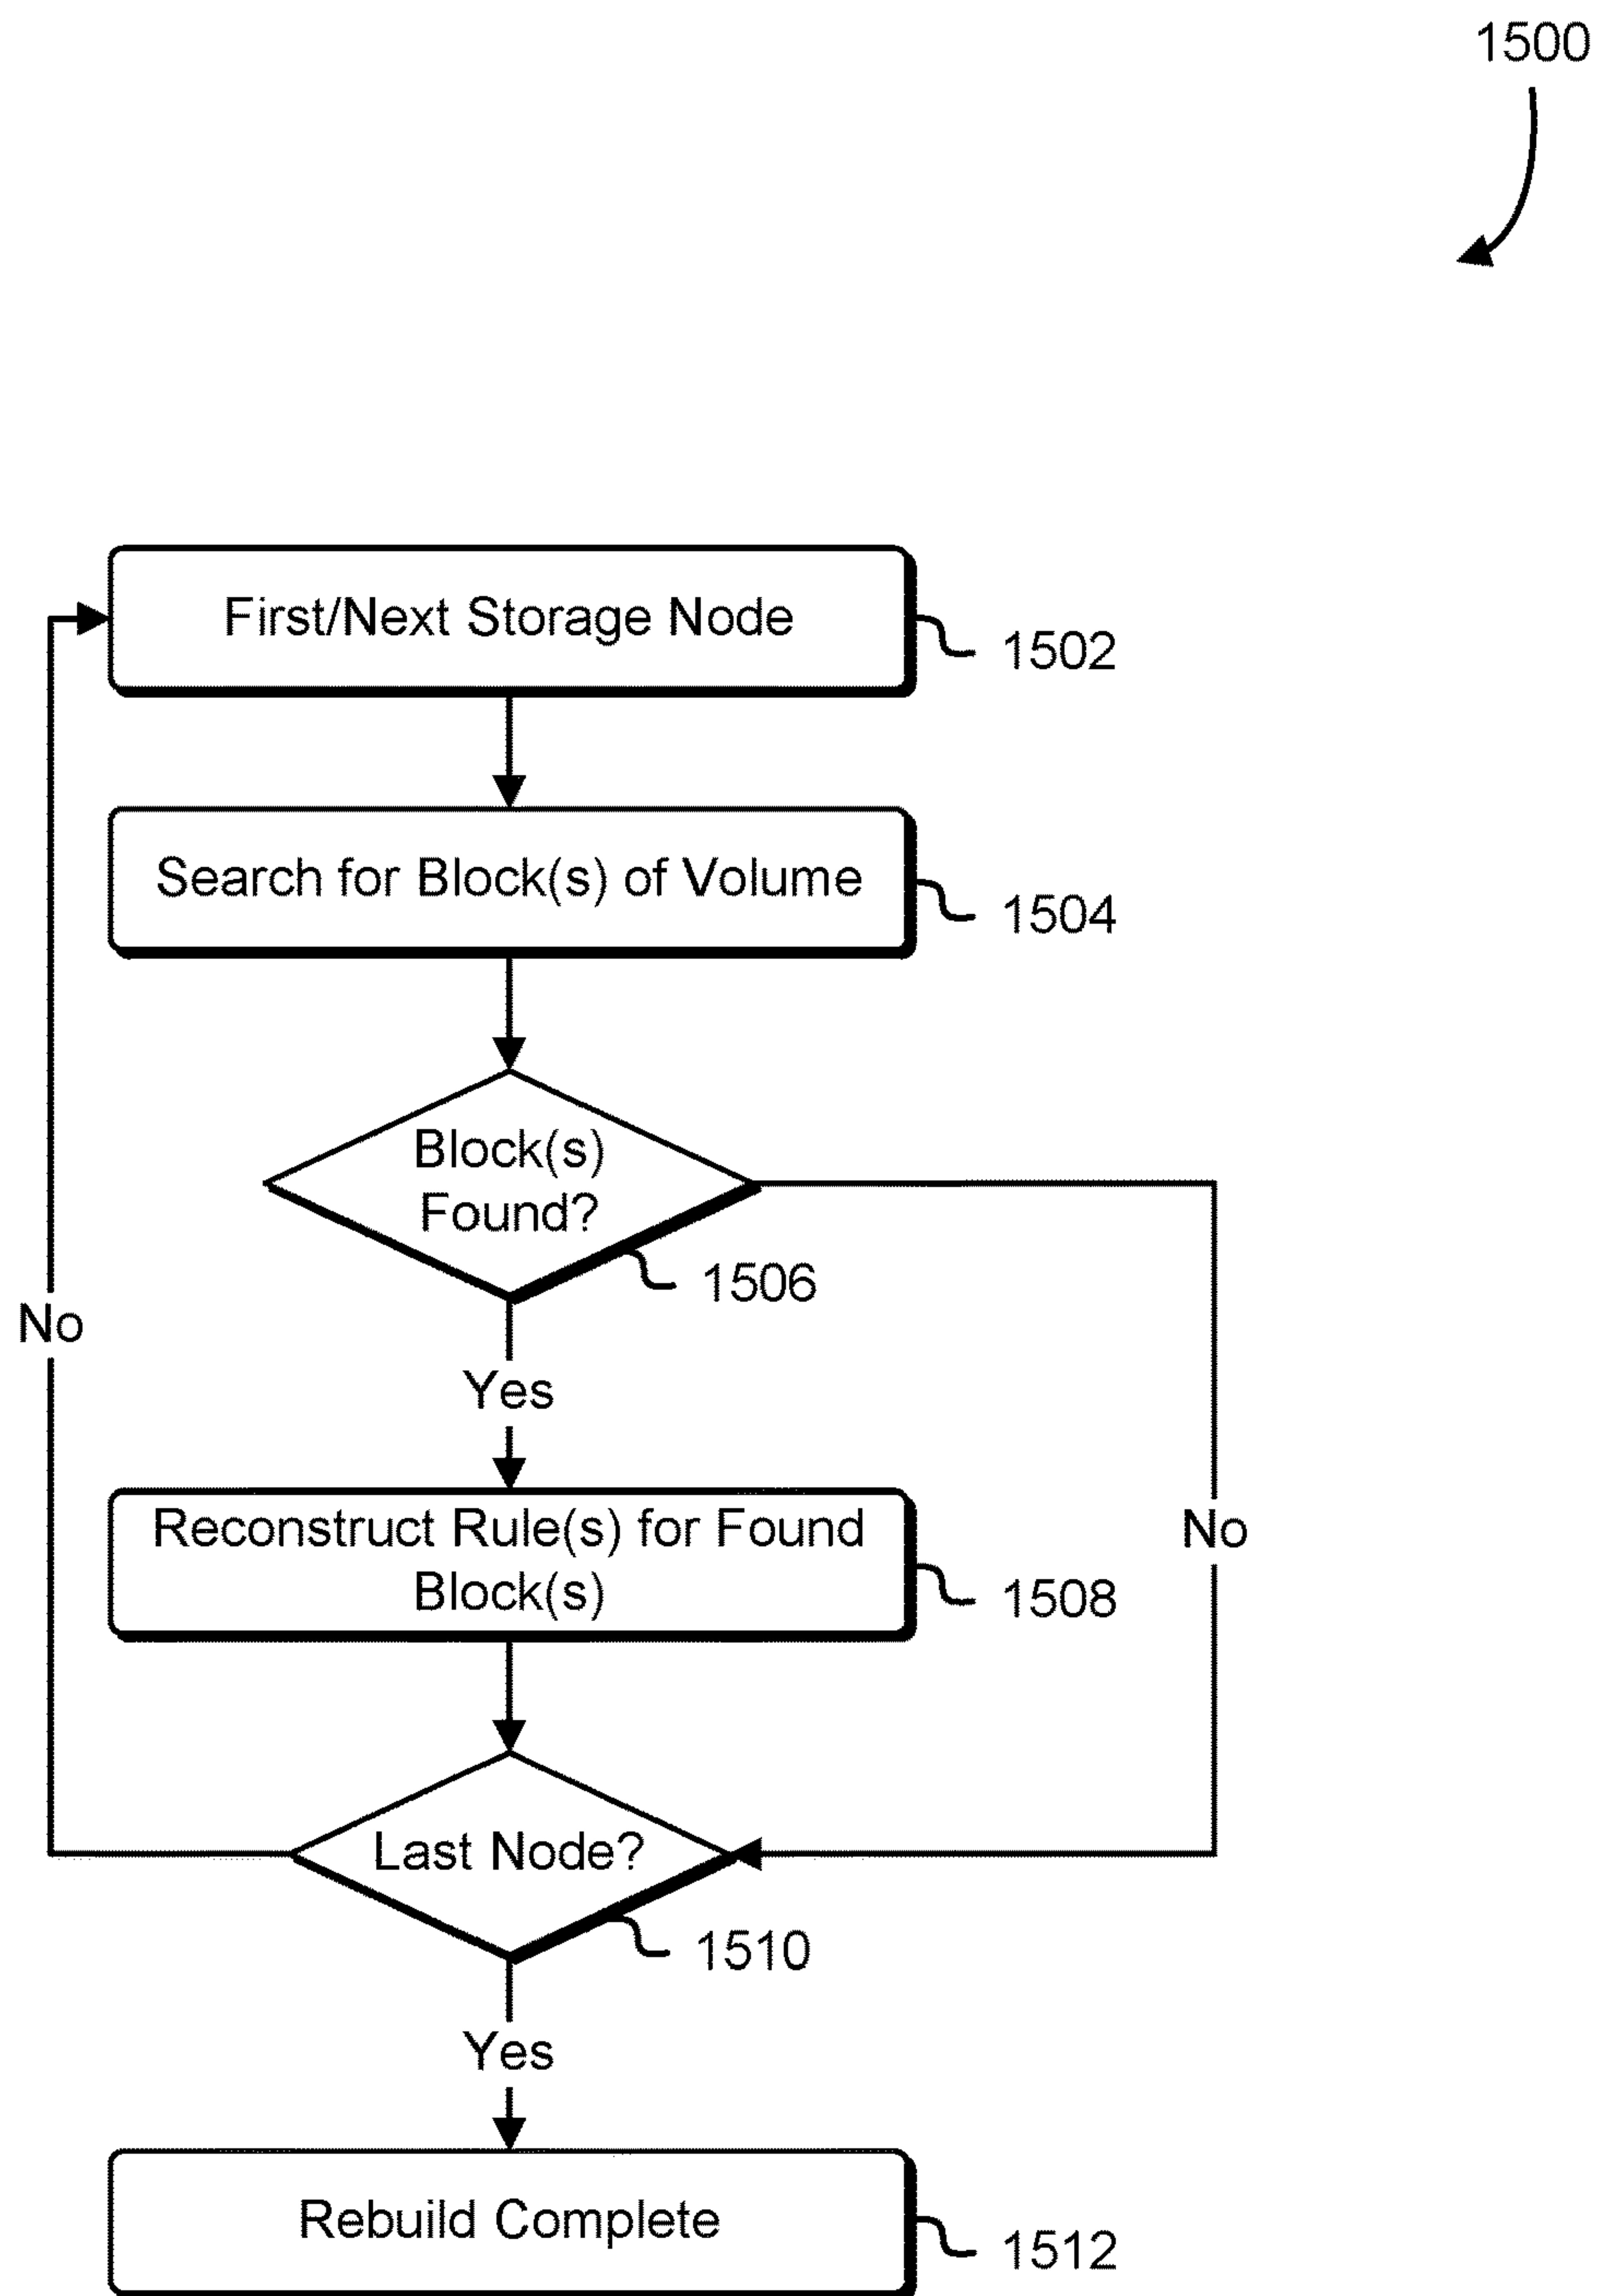 1500
First/Next Storage Node
1502
Search for Block(s) of Volume
1504
Block(s)
Found?
1506
No
Yes
Reconstruct Rule(s) for Found
Block(s)
1508
No
Last Node?
1510
Yes
Rebuild Complete
1512